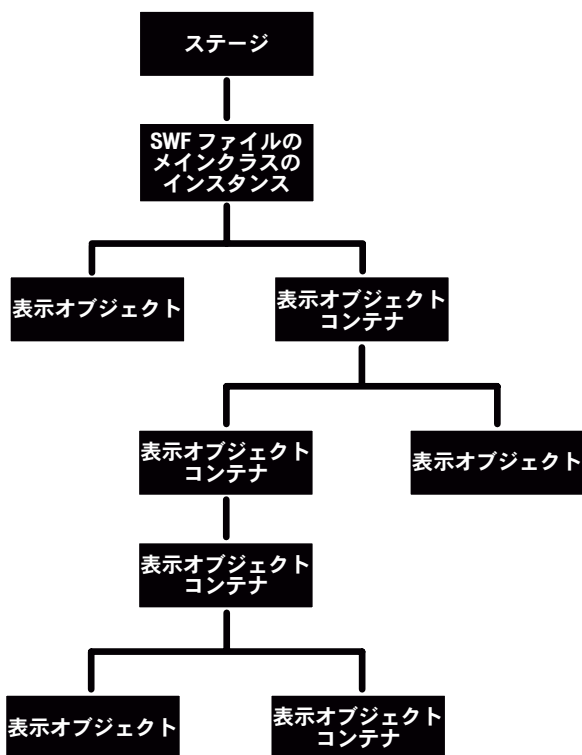 ステージ
SWF ファイルの
メインクラスの
インスタンス
表示オブジェクト
表示オブジェクト
コンテナ
表示オブジェクト
コンテナ
表示オブジェクト
表示オブジェクト
コンテナ
表示オブジェクト
表示オブジェクト
コンテナ